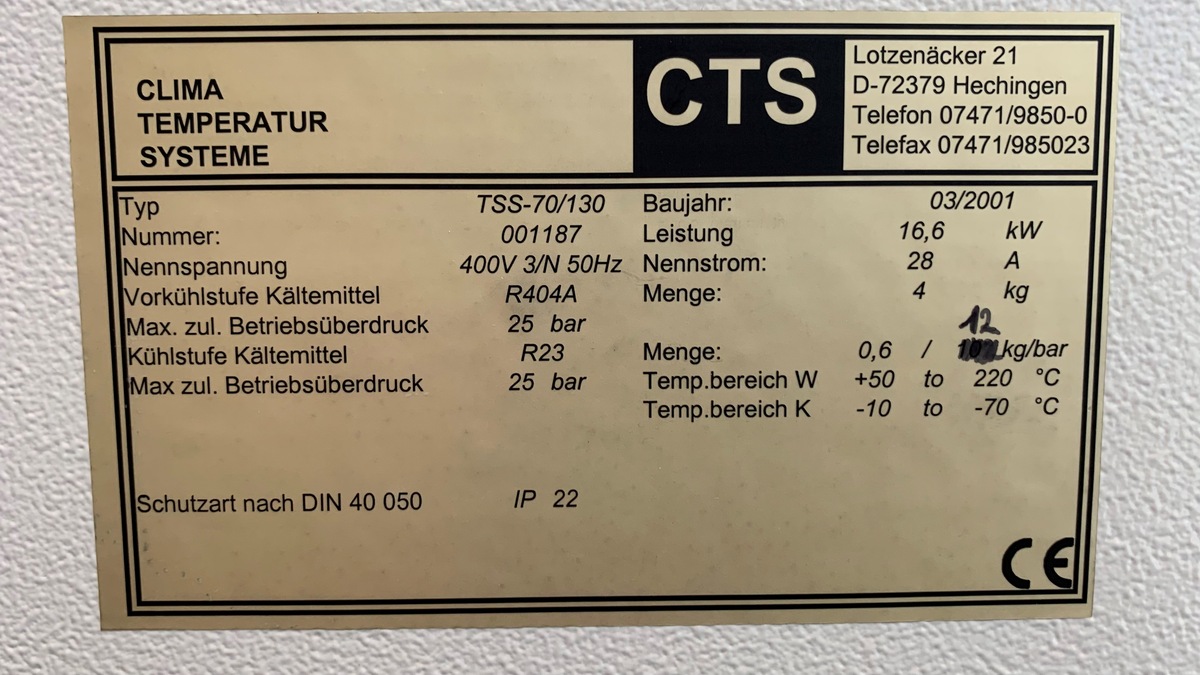 CLIMA
TEMPERATUR
SYSTEME
CTS
Lotzenäcker 21
D-72379 Hechingen
Telefon 07471/9850-0
Telefax 07471/985023
Typ TSS-70/130 Baujahr: 03/2001
Nummer: 001187 Leistung 16,6 kW
Nennspannung 400V 3/N 50Hz Nennstrom: 28 A
Vorkühlstufe Kältemittel R404A Menge: 4 kg
Max. zul. Betriebsüberdruck 25 bar
12
Kühlstufe Kältemittel R23 Menge: 0,6 / kg/bar
Max zul. Betriebsüberdruck 25 bar Temp.bereich W +50 to 220 °C
Temp.bereich K -10 to -70 °C
Schutzart nach DIN 40 050 IP 22
CE